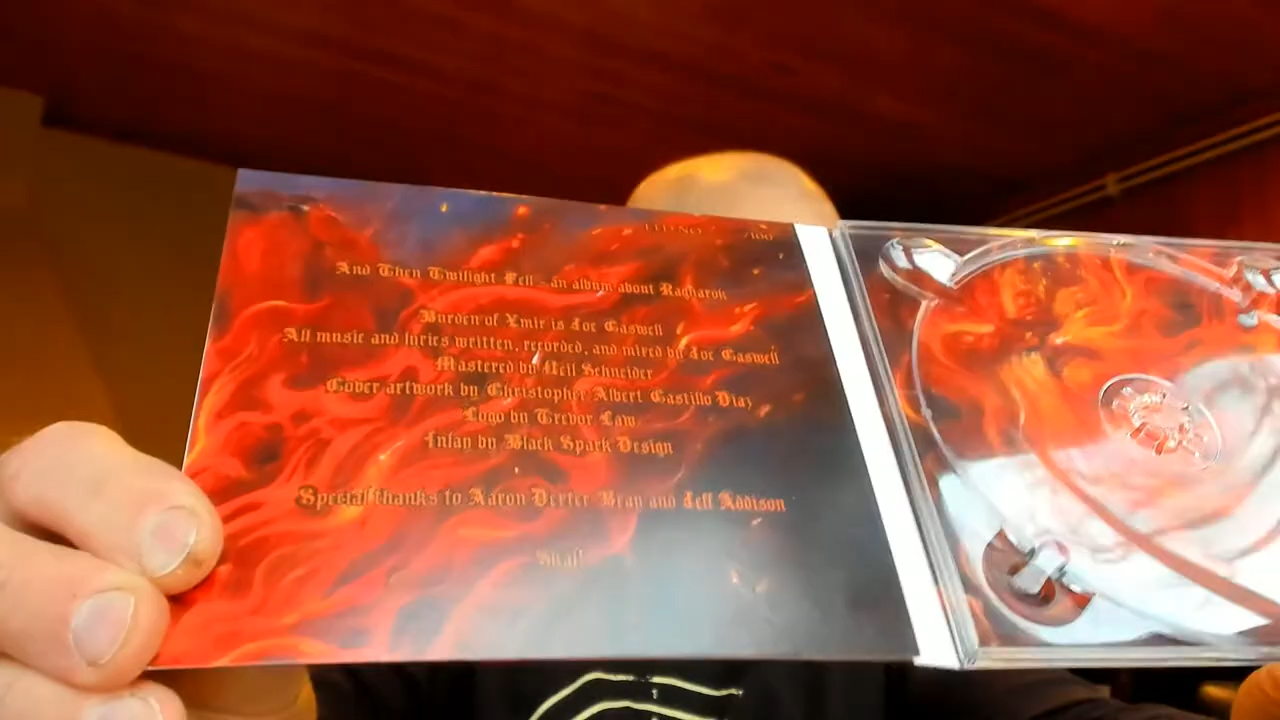 /100
And Then Twilight Fell - an album about Ragnarok
Burden of Ymir is Joe Caswell
All music and lyrics written, recorded, and mixed by Joe Caswell
Mastered by Neil Schneider
Cover artwork by Christopher Albert Castillo Diaz
Logo by Trevor Law
Inlay by Black Spark Design
Special thanks to Aaron Dexter Bray and Jeff Addison